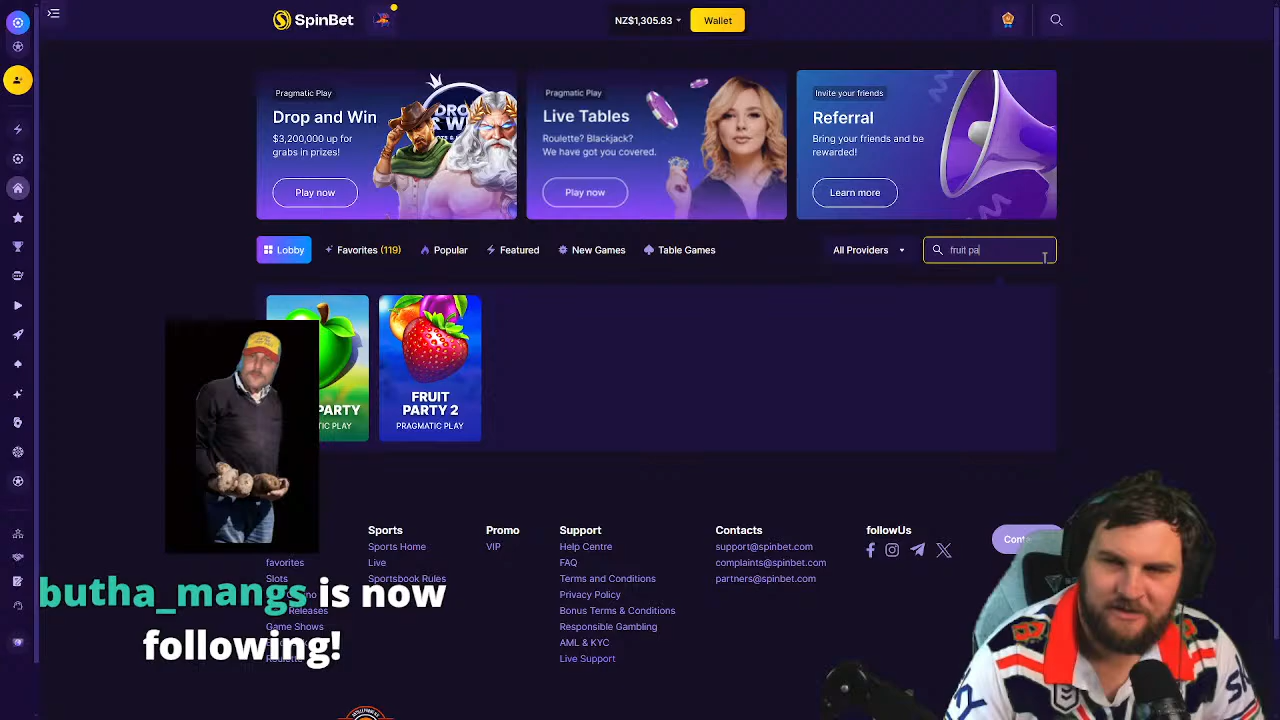 SpinBet
NZ$1,305.83
Wallet
Pragmatic Play
Drop and Win
$3,200,000 up for
grabs in prizes!
Play now
Pragmatic Play
Live Tables
Roulette? Blackjack?
We have got you covered.
Play now
Invite your friends
Referral
Bring your friends and be
rewarded!
Learn more
Lobby
Favorites (119)
Popular
Featured
New Games
Table Games
All Providers
fruit pa
PARTY
FRUIT
PARTY 2
PRAGMATIC PLAY
Sports
Sports Home
Live
Sportsbook Rules
Promo
VIP
Support
Help Centre
FAQ
Terms and Conditions
Privacy Policy
Bonus Terms & Conditions
Responsible Gambling
AML & KYC
Live Support
Contacts
support@spinbet.com
complaints@spinbet.com
partners@spinbet.com
followUs
favorites
Slots
Releases
Game Shows
butha_mangs is now
following!